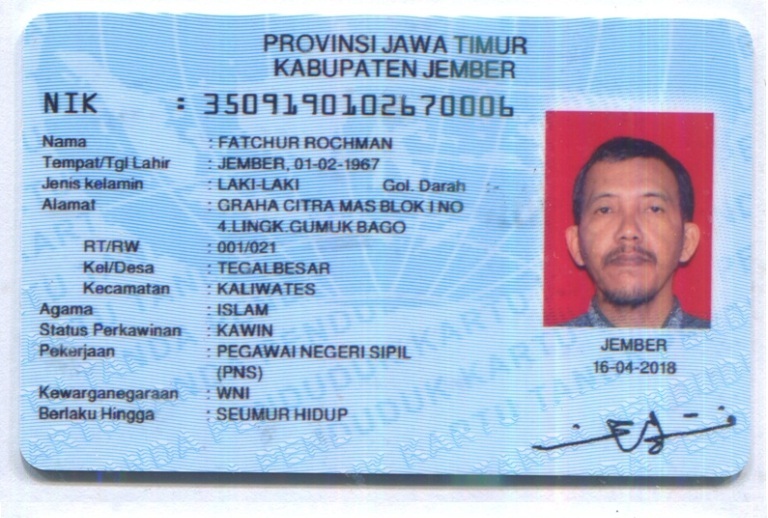 PROVINSI JAWA TIMUR
KABUPATEN JEMBER
NIK : 3509190102670006
Nama : FATCHUR ROCHMAN
Tempat/Tgl Lahir : JEMBER, 01-02-1967
Jenis kelamin : LAKI-LAKI Gol. Darah :-
Alamat : GRAHA CITRA MAS BLOK I NO
4.LINGK.GUMUK BAGO
RT/RW : 001/021
Kel/Desa : TEGALBESAR
Kecamatan : KALIWATES
Agama : ISLAM
Status Perkawinan : KAWIN
Pekerjaan : PEGAWAI NEGERI SIPIL
(PNS)
Kewarganegaraan : WNI
Berlaku Hingga : SEUMUR HIDUP
JEMBER
16-04-2018